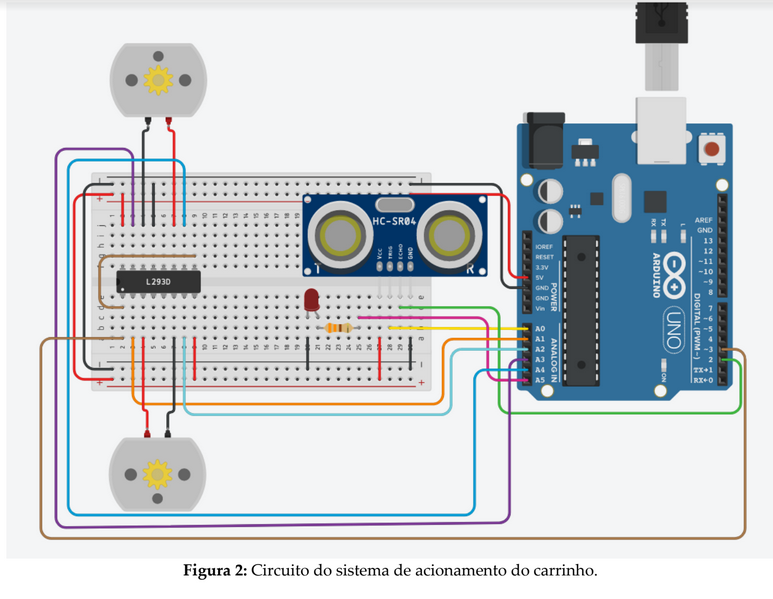 HC-SR04
Vcc
TRIG
ECHO
GND
T
R
L293D
IOREF
RESET
3.3V
5V
GND
GND
Vin
POWER
A0
A1
A2
A3
A4
A5
ANALOG IN
AREF
GND
13
12
~11
~10
~9
8
7
~6
~5
4
~3
2
TX→1
RX←0
DIGITAL (PWM~)
TX
RX
L
ARDUINO
UNO
ON
Figura 2: Circuito do sistema de acionamento do carrinho.